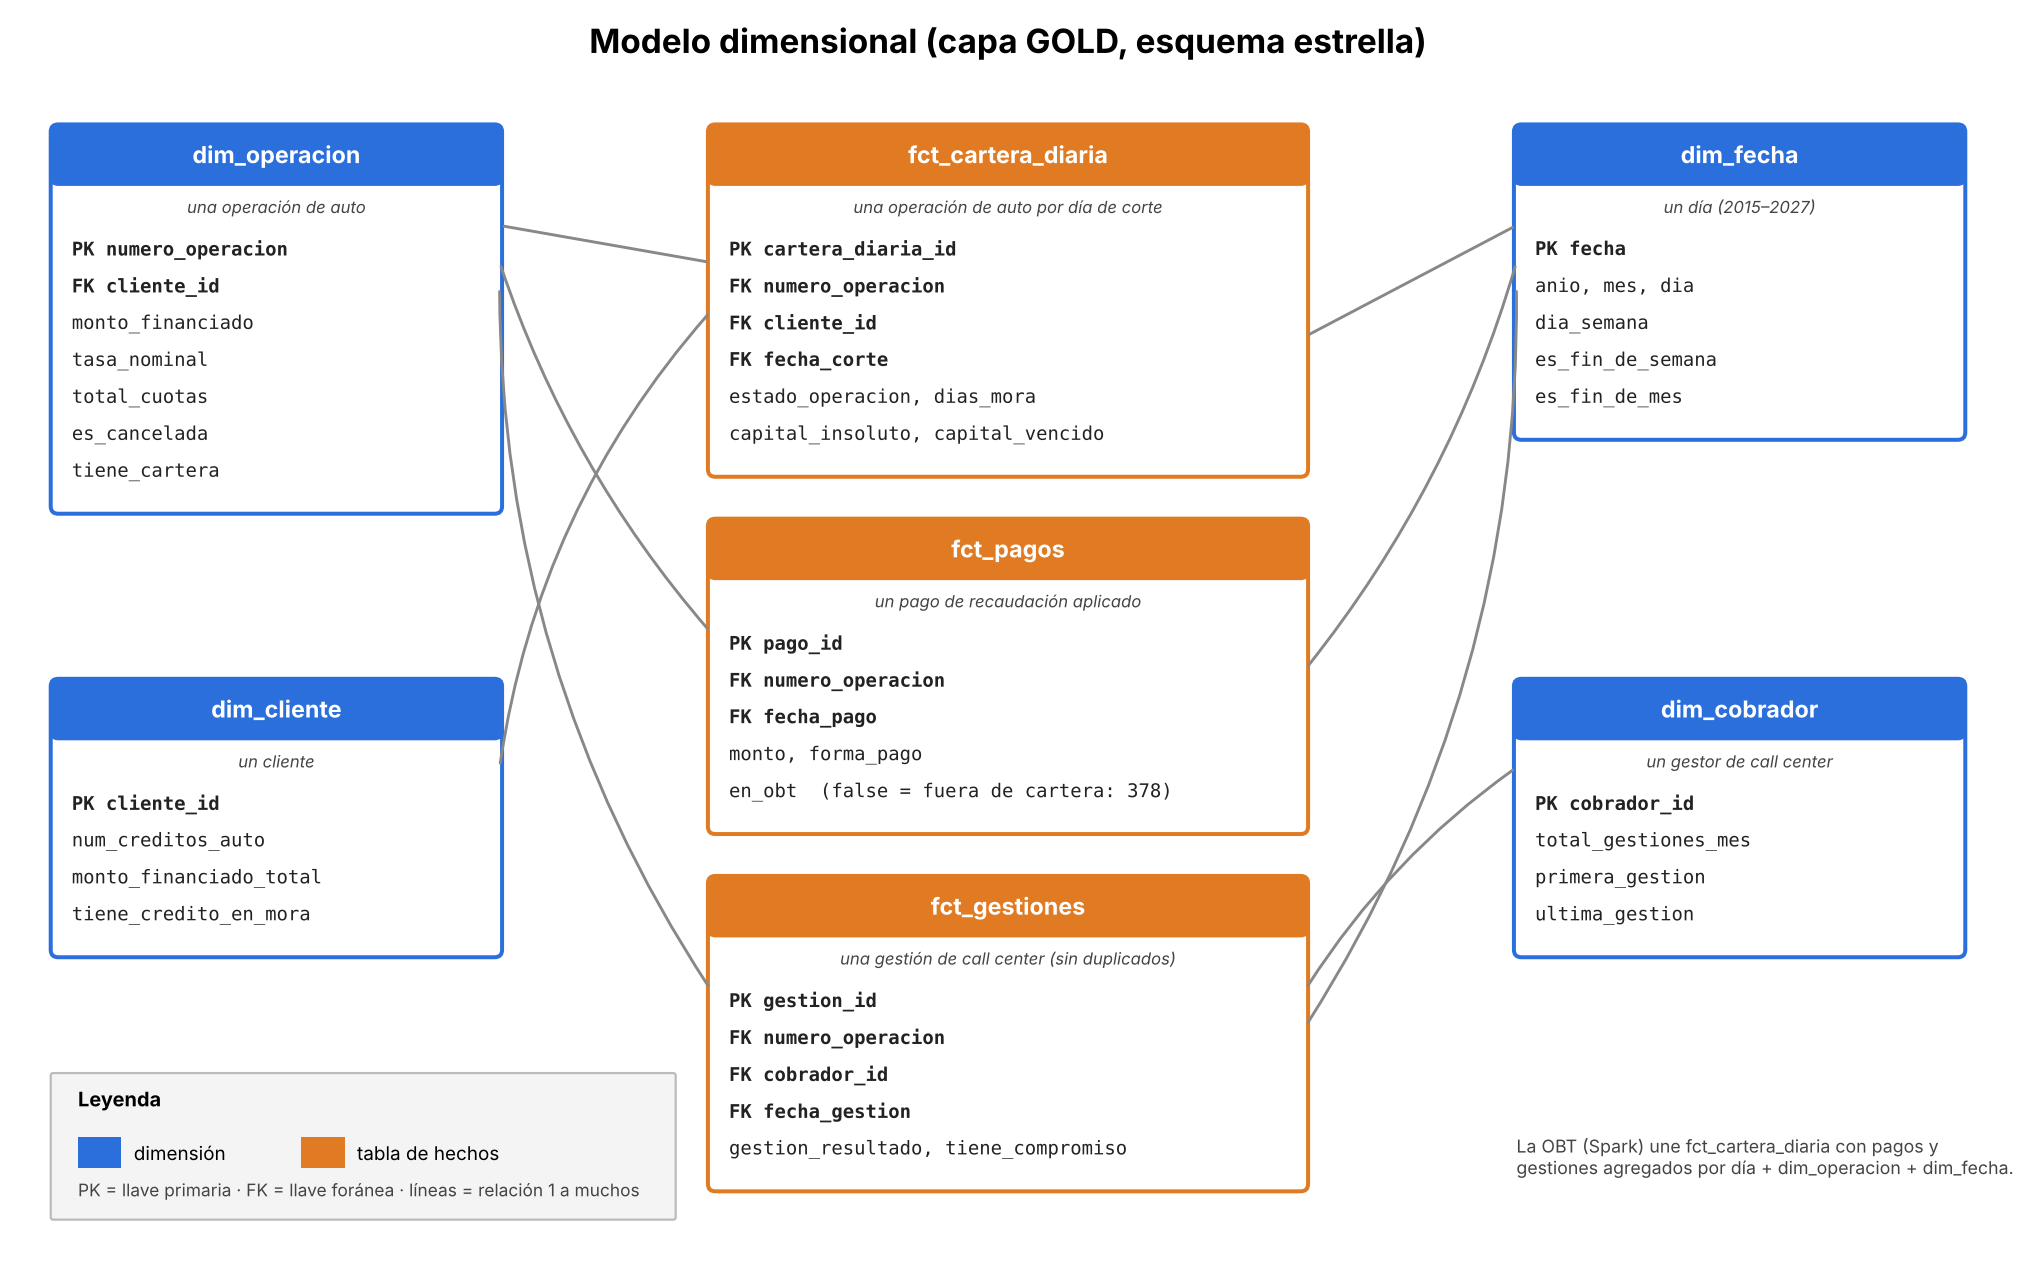 Modelo dimensional (capa GOLD, esquema estrella)
dim_operacion
una operación de auto
PK numero_operacion
FK cliente_id
monto_financiado
tasa_nominal
total_cuotas
es_cancelada
tiene_cartera
fct_cartera_diaria
una operación de auto por día de corte
PK cartera_diaria_id
FK numero_operacion
FK cliente_id
FK fecha_corte
estado_operacion, dias_mora
capital_insoluto, capital_vencido
dim_fecha
un día (2015–2027)
PK fecha
anio, mes, dia
dia_semana
es_fin_de_semana
es_fin_de_mes
fct_pagos
un pago de recaudación aplicado
PK pago_id
FK numero_operacion
FK fecha_pago
monto, forma_pago
en_obt  (false = fuera de cartera: 378)
dim_cliente
un cliente
PK cliente_id
num_creditos_auto
monto_financiado_total
tiene_credito_en_mora
dim_cobrador
un gestor de call center
PK cobrador_id
total_gestiones_mes
primera_gestion
ultima_gestion
fct_gestiones
una gestión de call center (sin duplicados)
PK gestion_id
FK numero_operacion
FK cobrador_id
FK fecha_gestion
gestion_resultado, tiene_compromiso
Leyenda
dimensión
tabla de hechos
PK = llave primaria · FK = llave foránea · líneas = relación 1 a muchos
La OBT (Spark) une fct_cartera_diaria con pagos y
gestiones agregados por día + dim_operacion + dim_fecha.